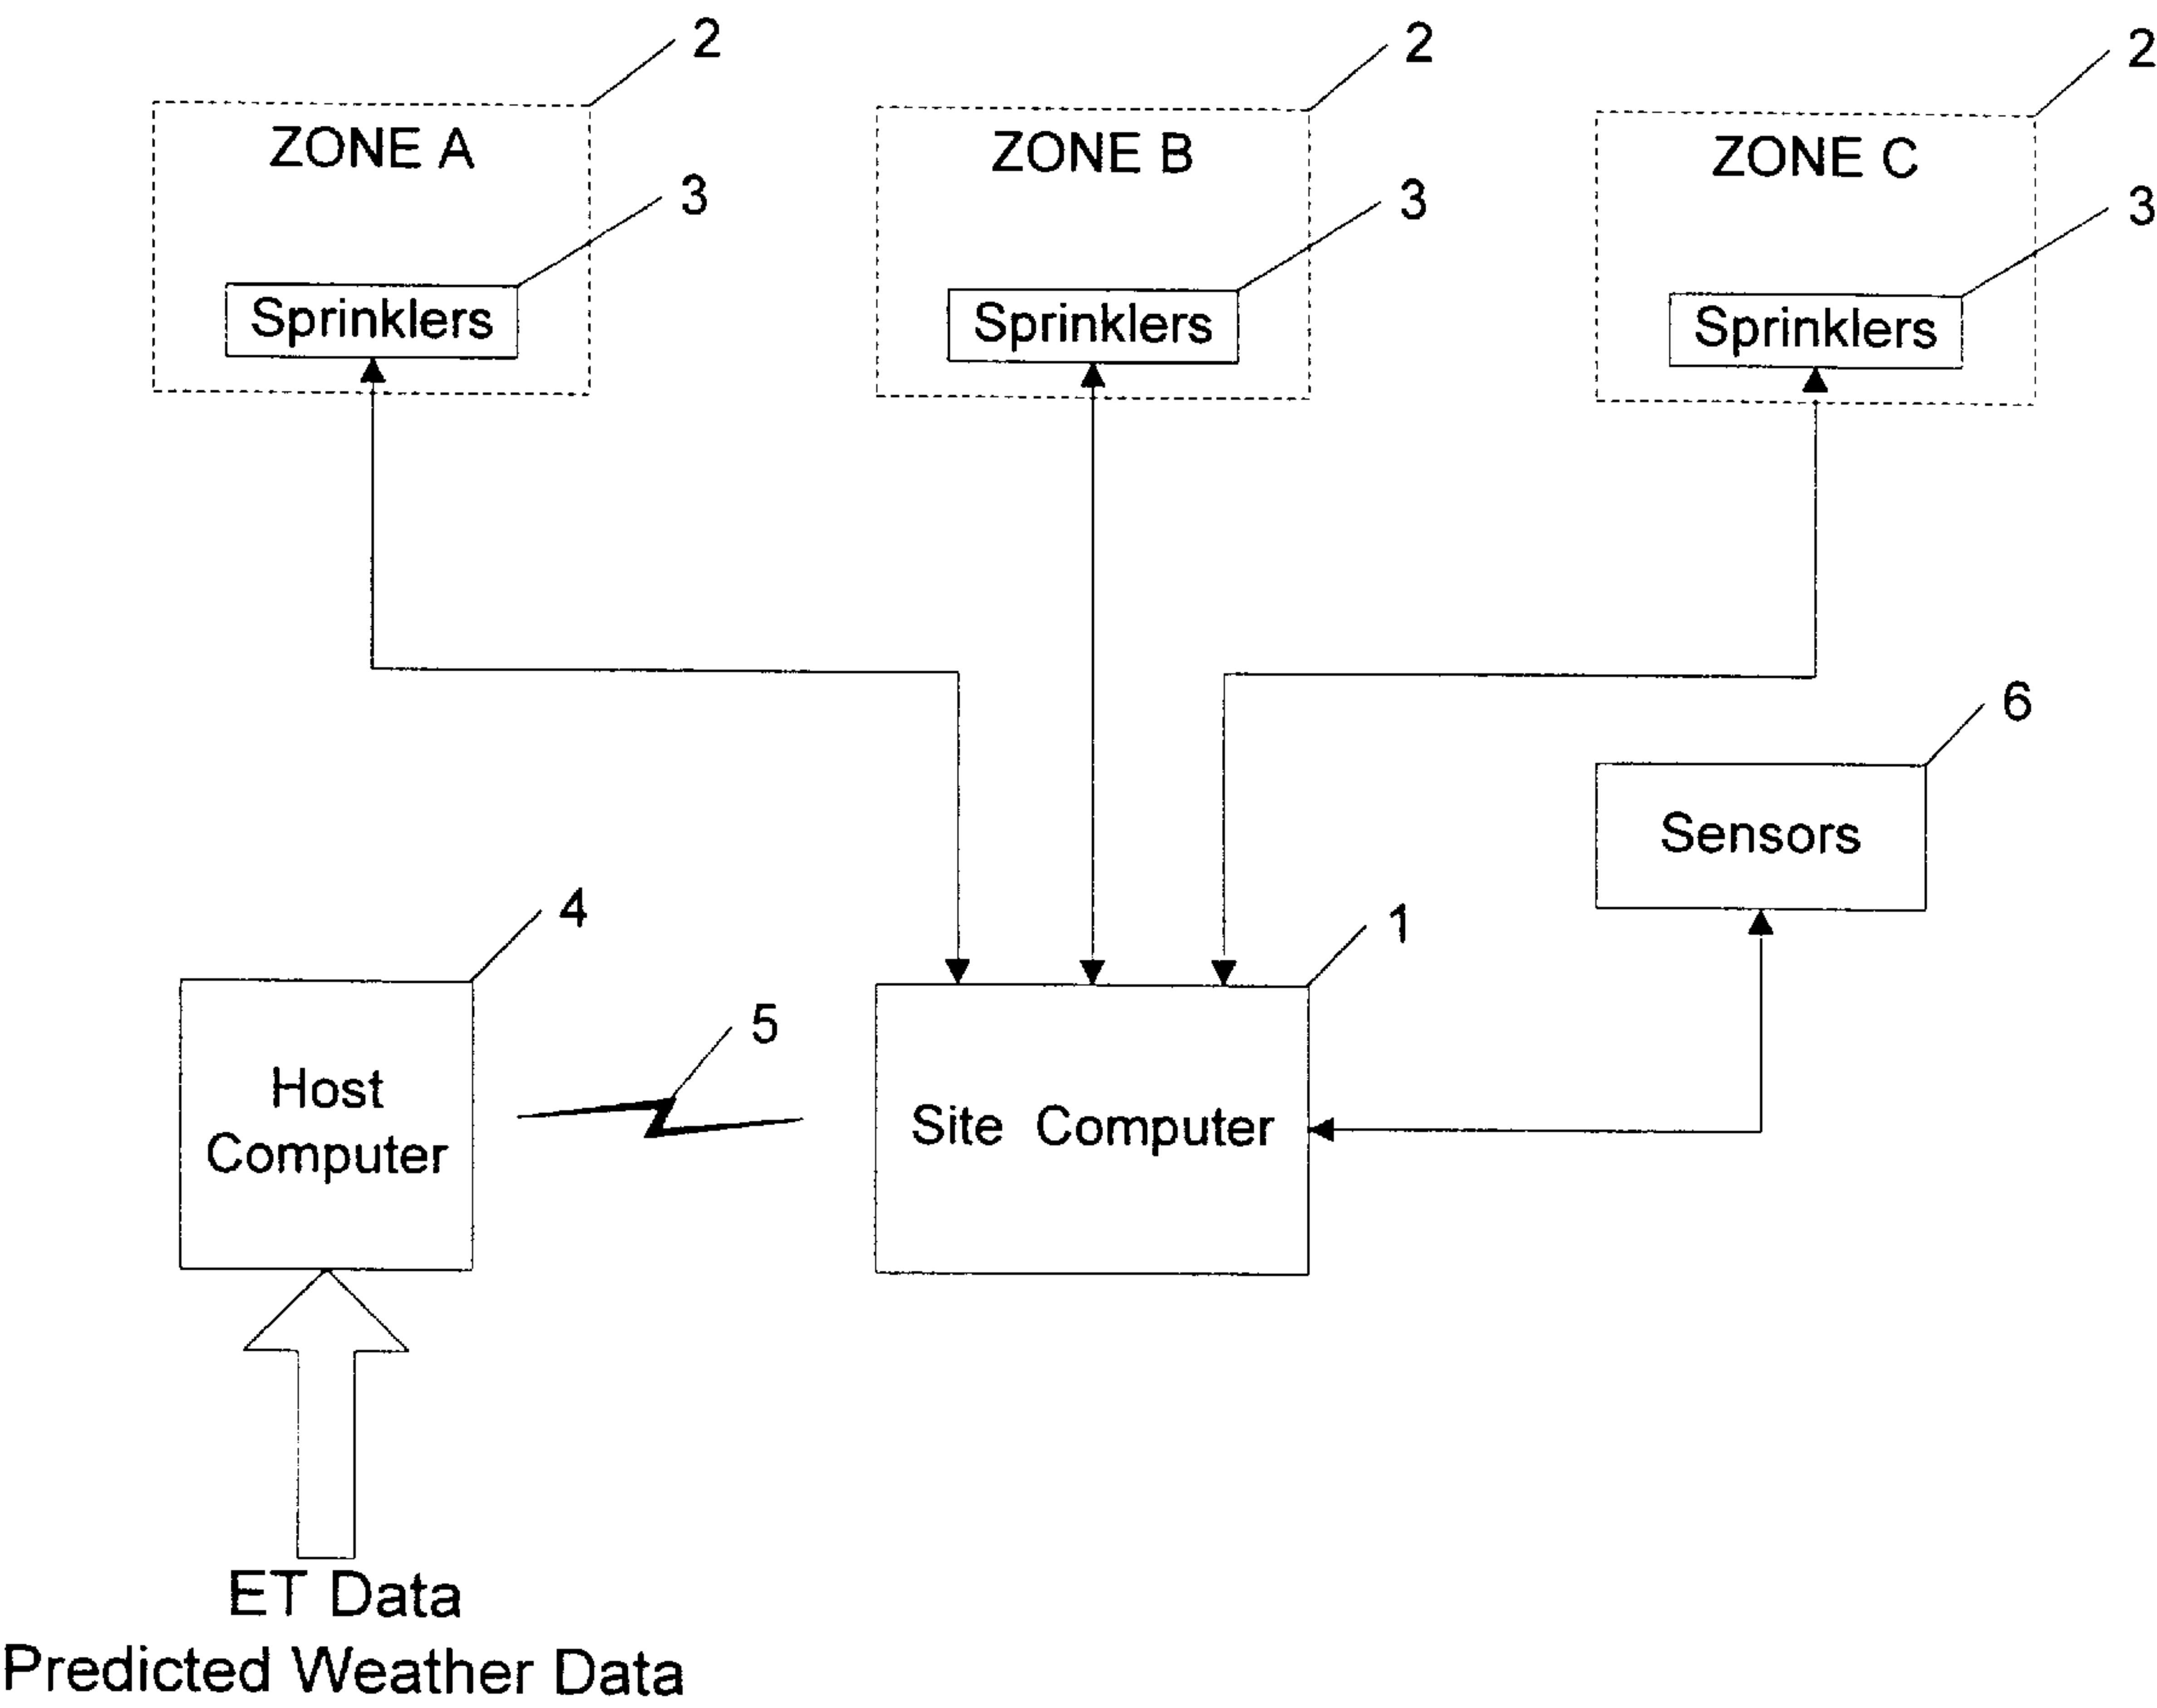 2
2
2
ZONE A
ZONE B
ZONE C
3
3
3
Sprinklers
Sprinklers
Sprinklers
6
Sensors
4
1
5
Host
Computer
Site Computer
ET Data
Predicted Weather Data